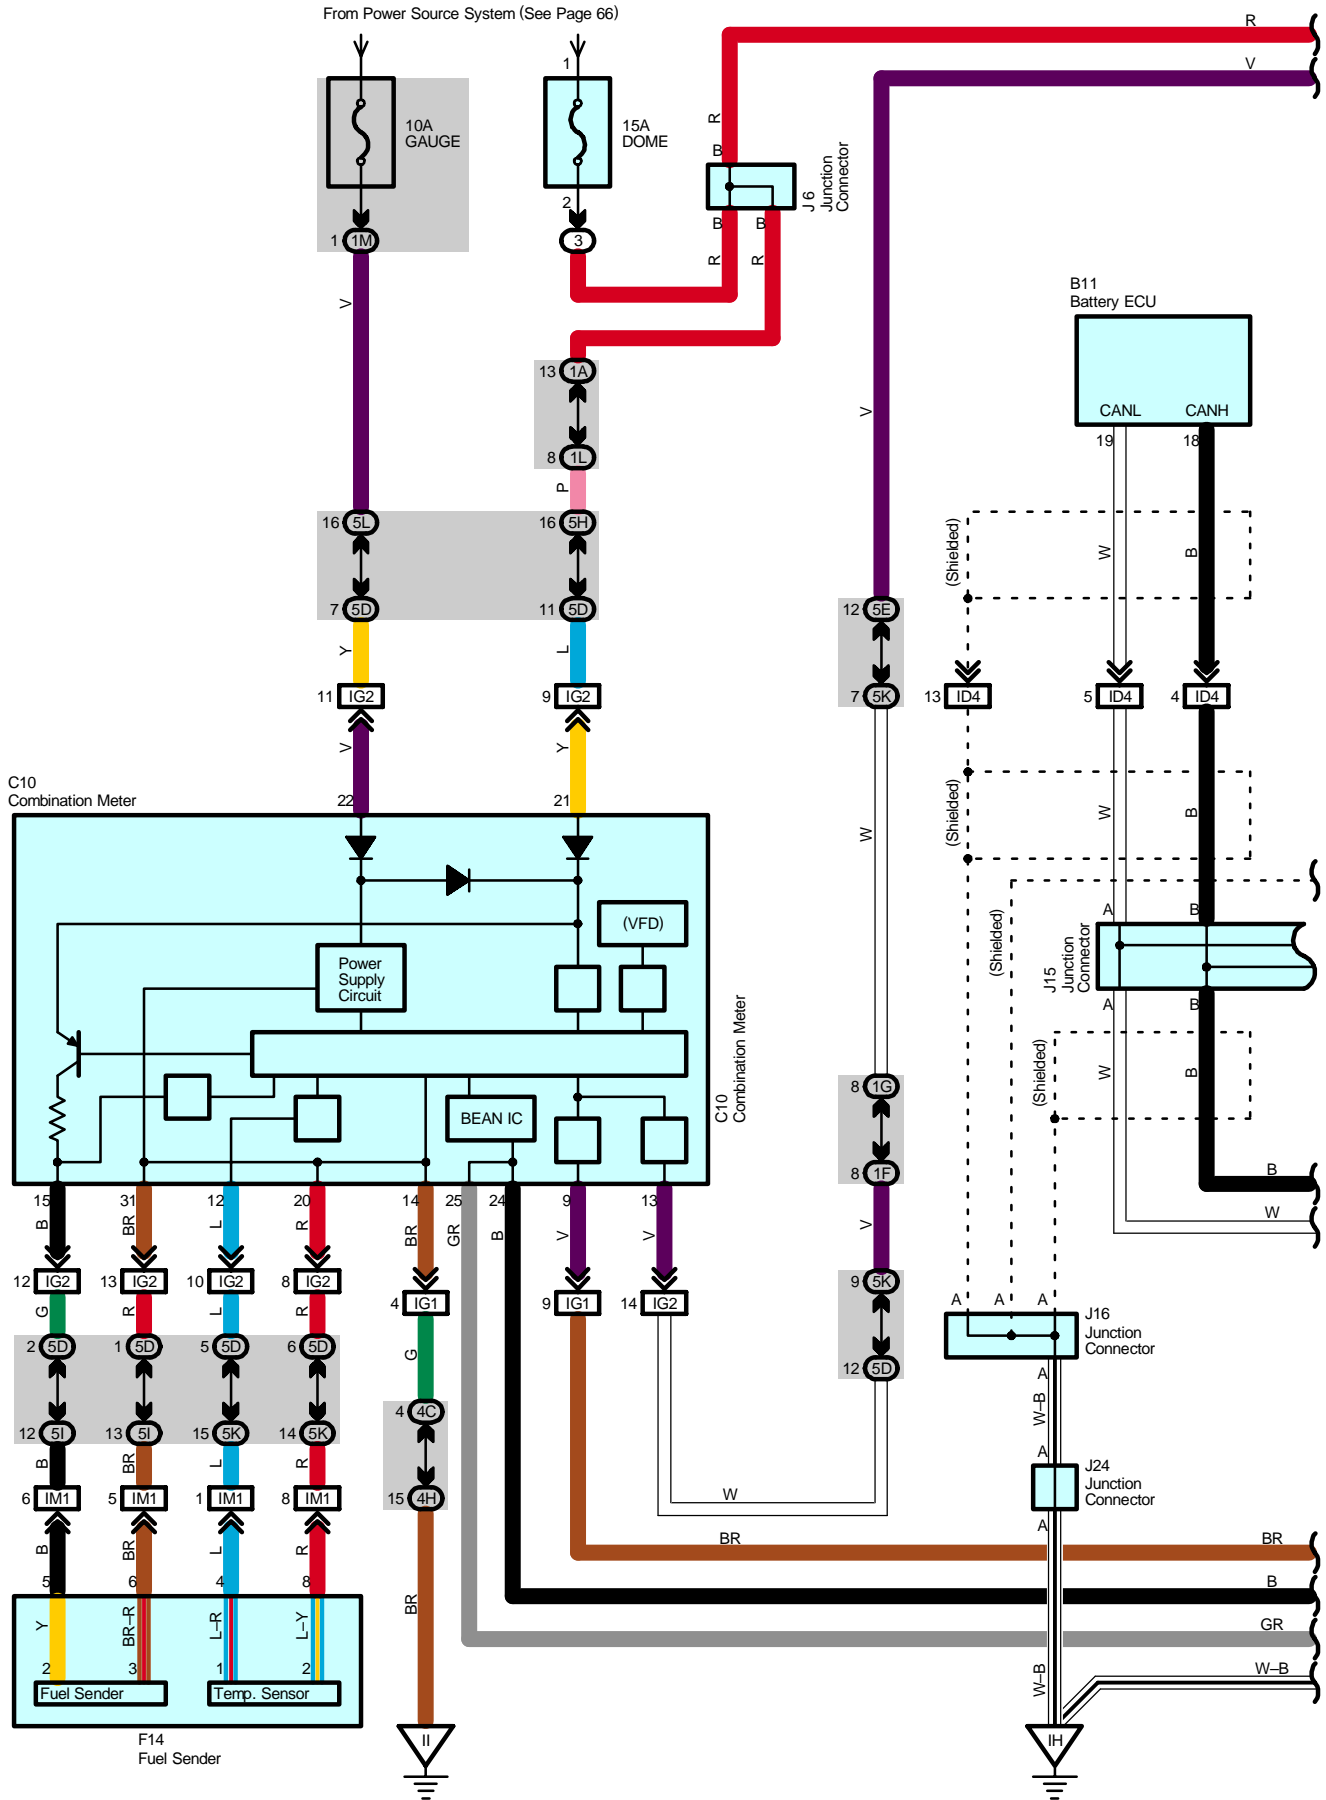 From Power Source System (See Page 66)
R
V
1
10A
GAUGE
15A
DOME
R
B
J 6
Junction
Connector
2
1 1M
3
B B
R R
V
B11
Battery ECU
13 1A
CANL CANH
19 18
V
8 1L
P
16 5L
16 5H
(Shielded)
W B
7 5D
11 5D
12 5E
Y L
11 IG2
9 IG2
7 5K
13 ID4
5 ID4
4 ID4
V Y
C10
Combination Meter
22 21
(Shielded)
W B
W
(VFD)
A B
Power
Supply
Circuit
(Shielded)
J15
Junction
Connector
A B
C10
Combination Meter
(Shielded)
W B
8 1G
BEAN IC
8 1F
B
W
15 31 12 20 14 25 24 9 13
B BR L R BR GR B V V
V
12 IG2
13 IG2
10 IG2
8 IG2
9 5K
4 IG1
9 IG1
14 IG2
A A A
G R L R
J16
Junction
Connector
2 5D
1 5D
5 5D
6 5D
G
12 5D
A
W–B
4 4C
12 5I
13 5I
15 5K
14 5K
A
B BR L R
J24
Junction
Connector
6 IM1
5 IM1
1 IM1
8 IM1
15 4H
W
A
BR
BR
B BR L R
5 6 4 8
B
BR
Y BR–R L–R L–Y
GR
2 3 1 2
W–B
W–B
Fuel Sender
Temp. Sensor
F14
Fuel Sender
II
IH